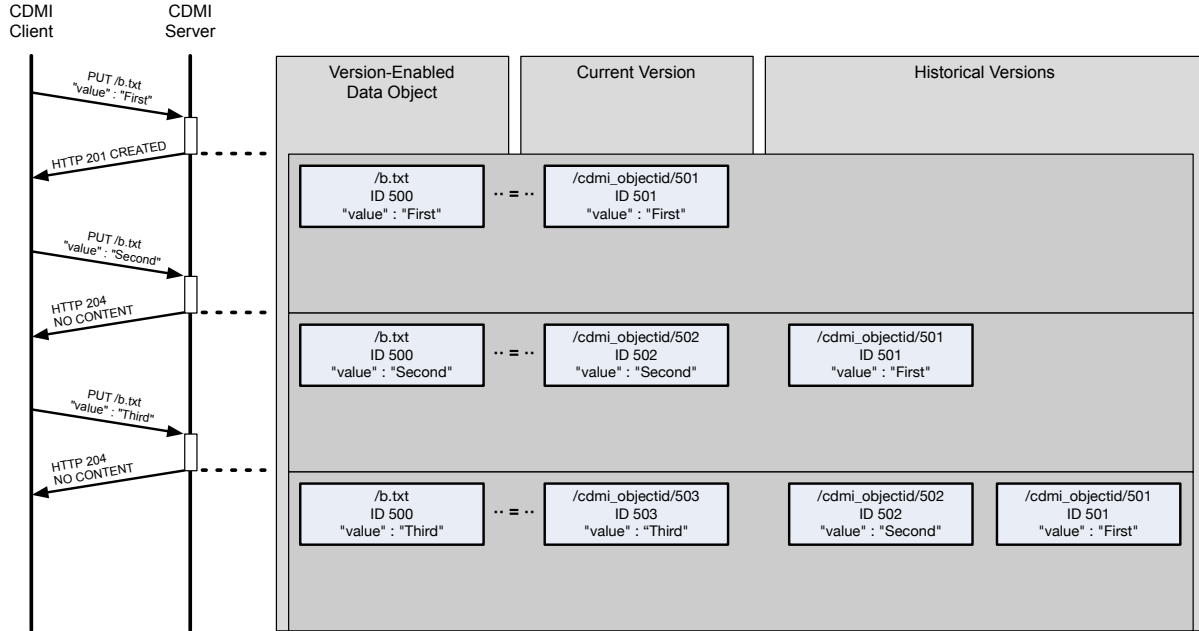 CDMI
Client
CDMI
Server
Version-Enabled
Data Object
Current Version
Historical Versions
PUT /b.txt
"value" : "First"
HTTP 201 CREATED
/b.txt
ID 500
"value" : "First"
·· = ··
/cdmi_objectid/501
ID 501
"value" : "First"
PUT /b.txt
"value" : "Second"
HTTP 204
NO CONTENT
/b.txt
ID 500
"value" : "Second"
·· = ··
/cdmi_objectid/502
ID 502
"value" : "Second"
/cdmi_objectid/501
ID 501
"value" : "First"
PUT /b.txt
"value" : "Third"
HTTP 204
NO CONTENT
/b.txt
ID 500
"value" : "Third"
·· = ··
/cdmi_objectid/503
ID 503
"value" : “Third"
/cdmi_objectid/502
ID 502
"value" : "Second"
/cdmi_objectid/501
ID 501
"value" : "First"